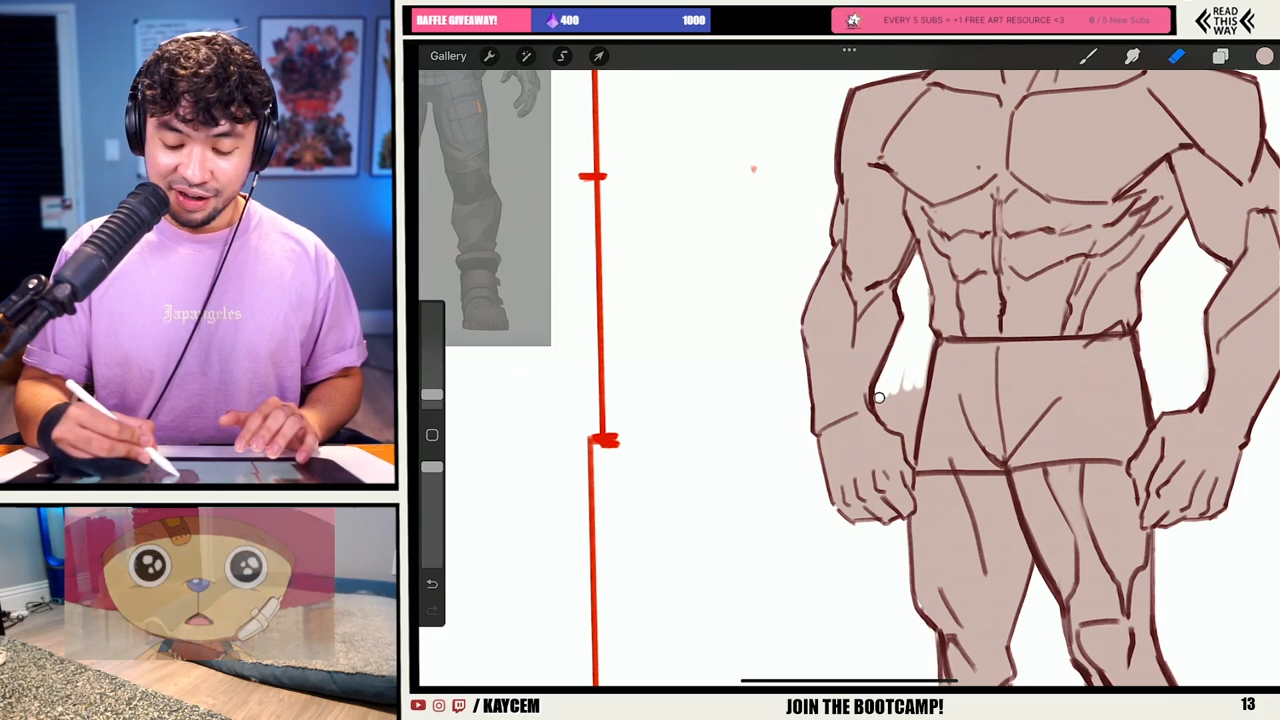 RAFFLE GIVEAWAY!
400
1000
EVERY 5 SUBS = +1 FREE ART RESOURCE <3
READ
THIS
WAY
Gallery
Japangeles
/ KAYCEM
JOIN THE BOOTCAMP!
13